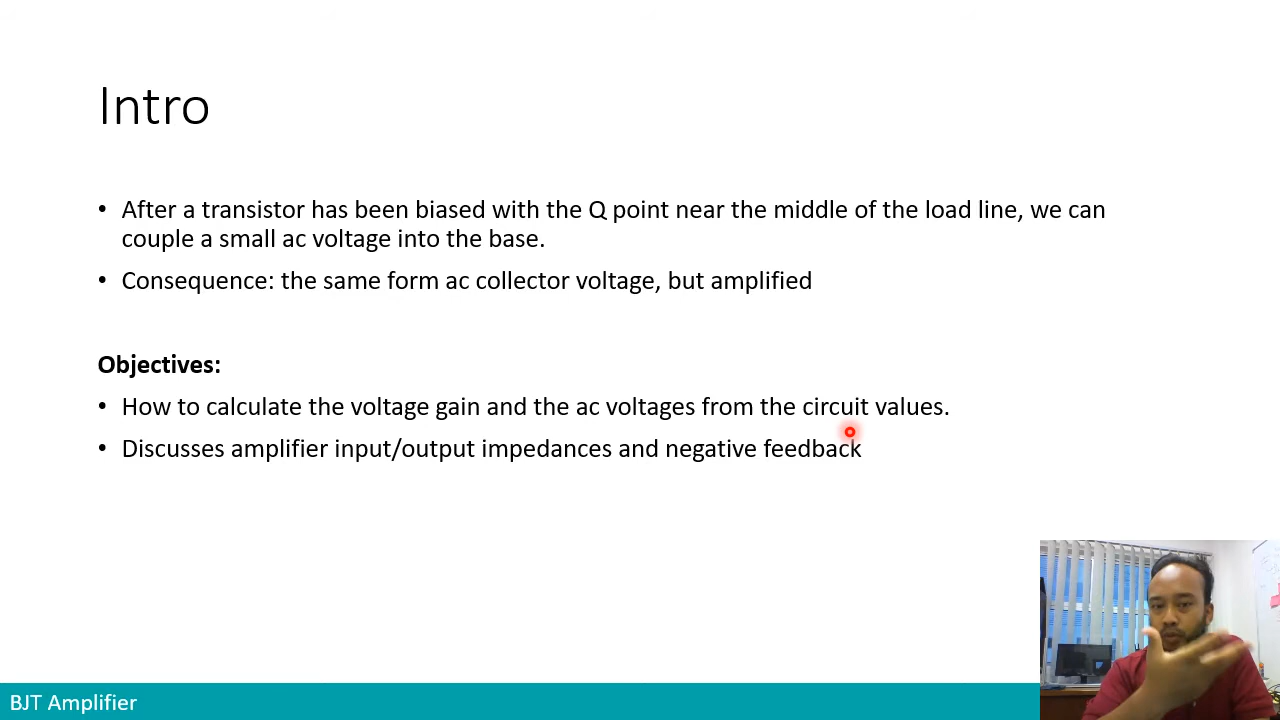 Intro
• After a transistor has been biased with the Q point near the middle of the load line, we can
couple a small ac voltage into the base.
• Consequence: the same form ac collector voltage, but amplified
Objectives:
• How to calculate the voltage gain and the ac voltages from the circuit values.
• Discusses amplifier input/output impedances and negative feedback
BJT Amplifier